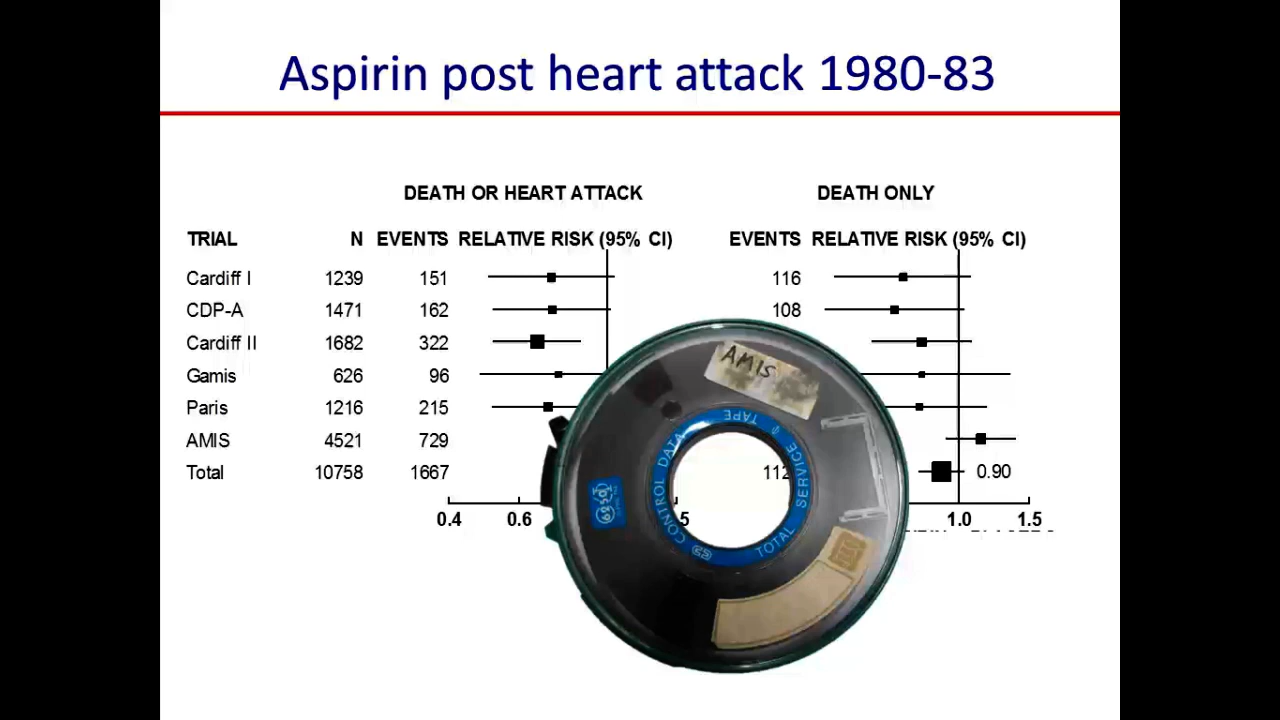 Aspirin post heart attack 1980-83
DEATH OR HEART ATTACK DEATH ONLY
TRIAL N EVENTS RELATIVE RISK (95% CI) EVENTS RELATIVE RISK (95% CI)
Cardiff I 1239 151 116
CDP-A 1471 162 108
Cardiff II 1682 322
Gamis 626 96
Paris 1216 215
AMIS 4521 729
Total 10758 1667 112 0.90
0.4 0.6 5 1.0 1.5
AMIS
TAPE
CONTROL DATA
TOTAL SERVICE
6250